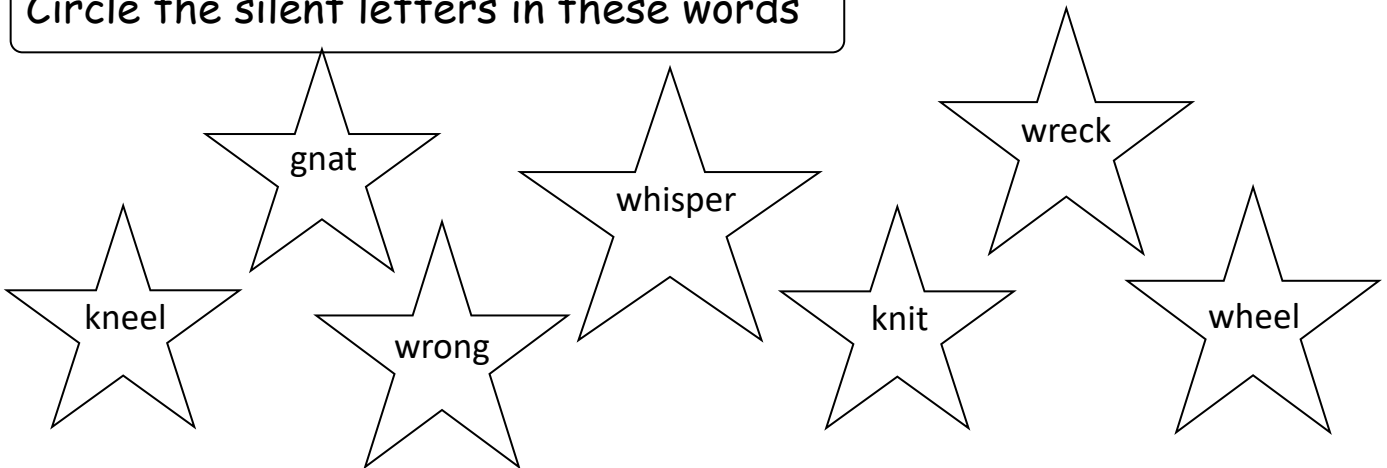 Circle the silent letters in these words
wreck
gnat
whisper
kneel
wrong
knit
wheel